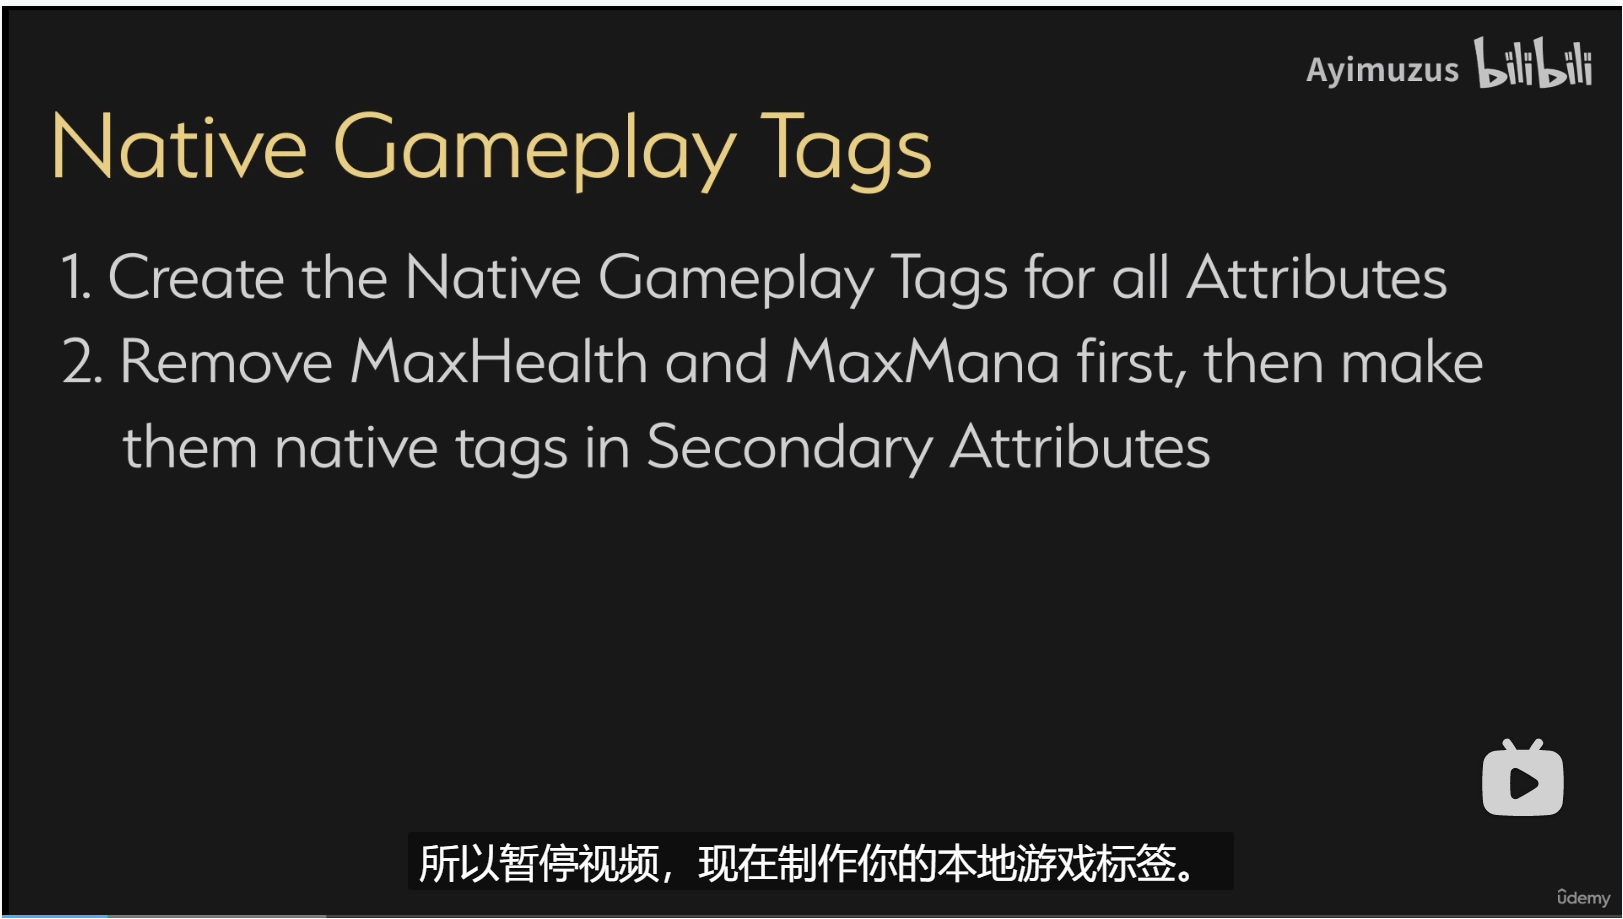 Ayimuzus bilibili
Native Gameplay Tags
1. Create the Native Gameplay Tags for all Attributes
2. Remove MaxHealth and MaxMana first, then make
them native tags in Secondary Attributes
所以暂停视频，现在制作你的本地游戏标签。
ûdemy